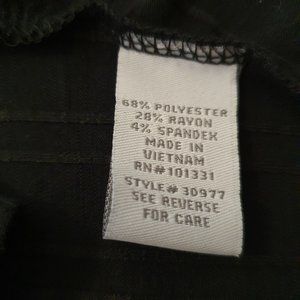 68% POLYESTER
28% RAYON
4% SPANDEX
MADE IN
VIETNAM
RN#101331
STYLE# 30977
SEE REVERSE
FOR CARE